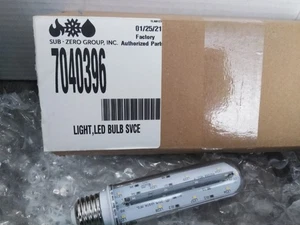 01/25/21
SUB-ZERO GROUP, INC.
Factory
Authorized Parts
7040396
LIGHT,LED BULB SVCE